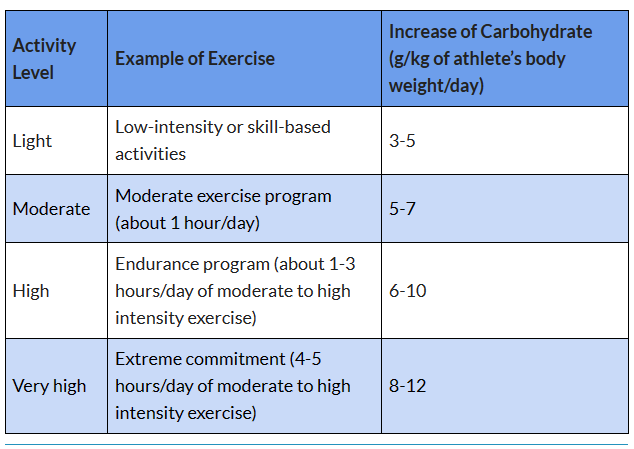 Activity
Level
Example of Exercise
Increase of Carbohydrate
(g/kg of athlete’s body
weight/day)
Light
Low-intensity or skill-based
activities
3-5
Moderate
Moderate exercise program
(about 1 hour/day)
5-7
High
Endurance program (about 1-3
hours/day of moderate to high
intensity exercise)
6-10
Very high
Extreme commitment (4-5
hours/day of moderate to high
intensity exercise)
8-12